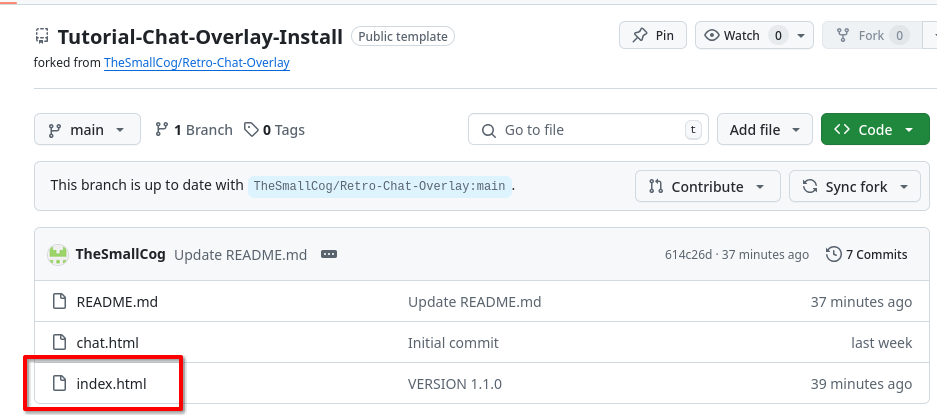 Tutorial-Chat-Overlay-Install Public template Pin Watch 0 Fork 0
forked from TheSmallCog/Retro-Chat-Overlay
main 1 Branch 0 Tags Go to file t Add file Code
This branch is up to date with TheSmallCog/Retro-Chat-Overlay:main . Contribute Sync fork
TheSmallCog Update README.md 614c26d · 37 minutes ago 7 Commits
README.md Update README.md 37 minutes ago
chat.html Initial commit last week
index.html VERSION 1.1.0 39 minutes ago